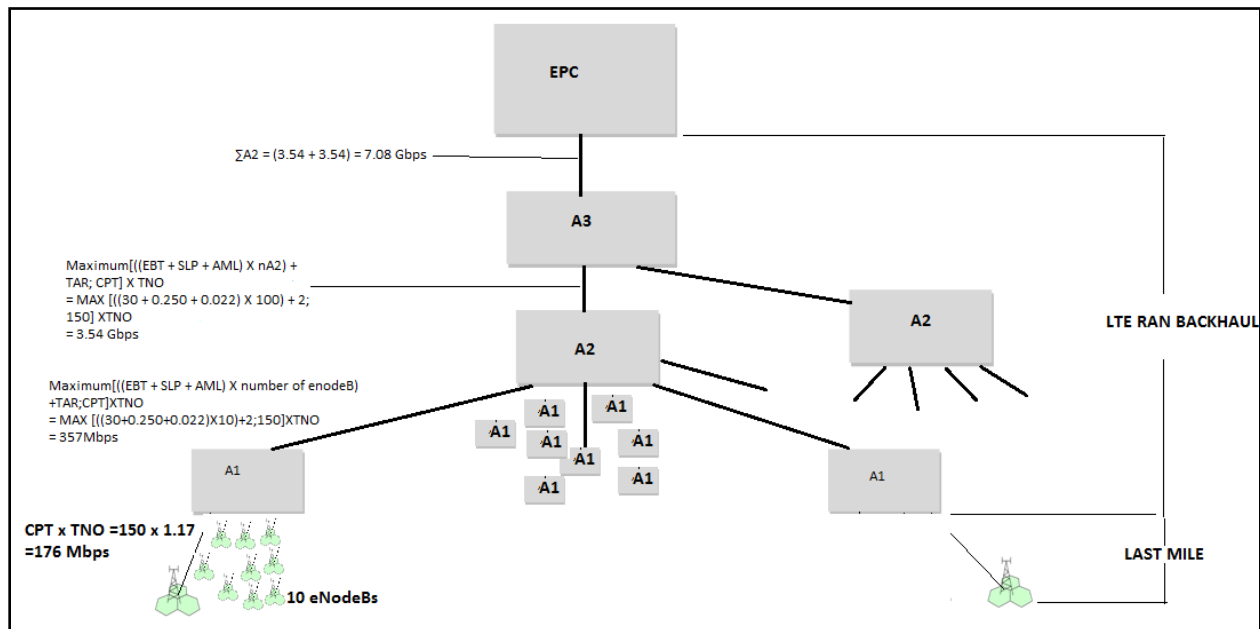 EPC
∑A2 = (3.54 + 3.54) = 7.08 Gbps
A3
Maximum[((EBT + SLP + AML) X nA2) +
TAR; CPT] X TNO
= MAX [((30 + 0.250 + 0.022) X 100) + 2;
150] XTNO
= 3.54 Gbps
A2
A2
LTE RAN BACKHAUL
Maximum[((EBT + SLP + AML) X number of enodeB)
+TAR;CPT]XTNO
= MAX [((30+0.250+0.022)X10)+2;150]XTNO
= 357Mbps
A1
A1
A1
A1
A1
A1
A1
A1
A1
A1
CPT x TNO =150 x 1.17
=176 Mbps
10 eNodeBs
LAST MILE